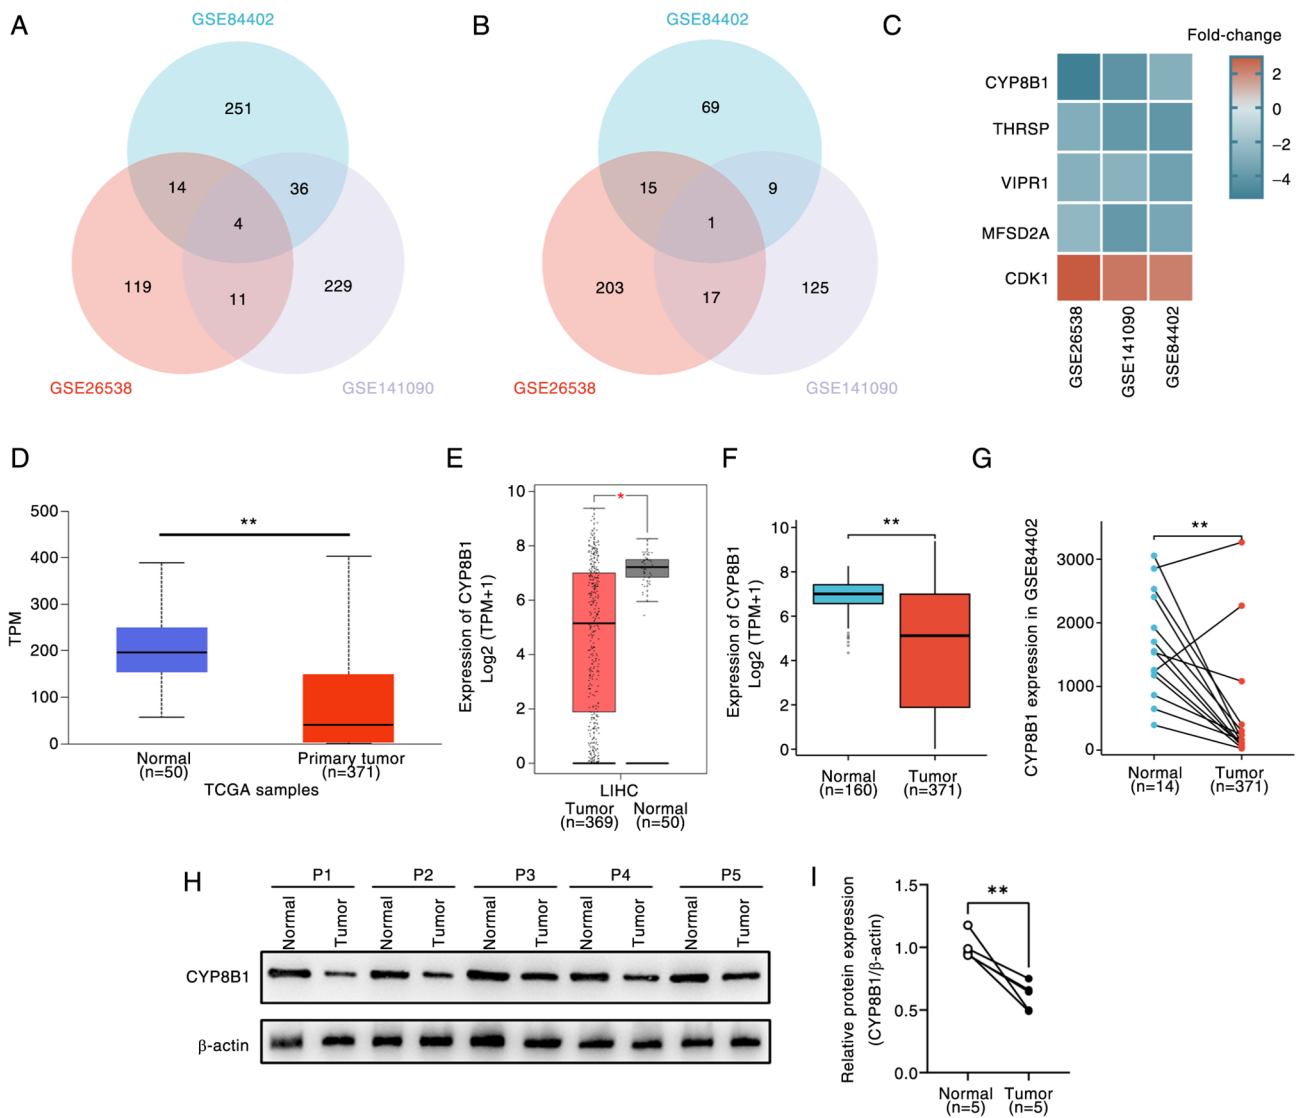 A
GSE84402
251
14
36
4
119
11
229
GSE26538
GSE141090
B
GSE84402
69
15
9
1
203
17
125
GSE26538
GSE141090
C
Fold-change
CYP8B1
THRSP
VIPR1
MFSD2A
CDK1
2
0
−2
−4
GSE26538
GSE141090
GSE84402
D
TPM
500
400
300
200
100
0
**
Normal
(n=50)
Primary tumor
(n=371)
TCGA samples
E
Expression of CYP8B1
Log2 (TPM+1)
10
8
6
4
2
0
*
LIHC
Tumor
(n=369)
Normal
(n=50)
F
Expression of CYP8B1
Log2 (TPM+1)
10
8
6
4
2
0
**
Normal
(n=160)
Tumor
(n=371)
G
CYP8B1 expression in GSE84402
3000
2000
1000
0
**
Normal
(n=14)
Tumor
(n=371)
H
P1
P2
P3
P4
P5
Normal
Tumor
Normal
Tumor
Normal
Tumor
Normal
Tumor
Normal
Tumor
CYP8B1
β-actin
I
Relative protein expression
(CYP8B1/β-actin)
1.5
1.0
0.5
0.0
**
Normal
(n=5)
Tumor
(n=5)